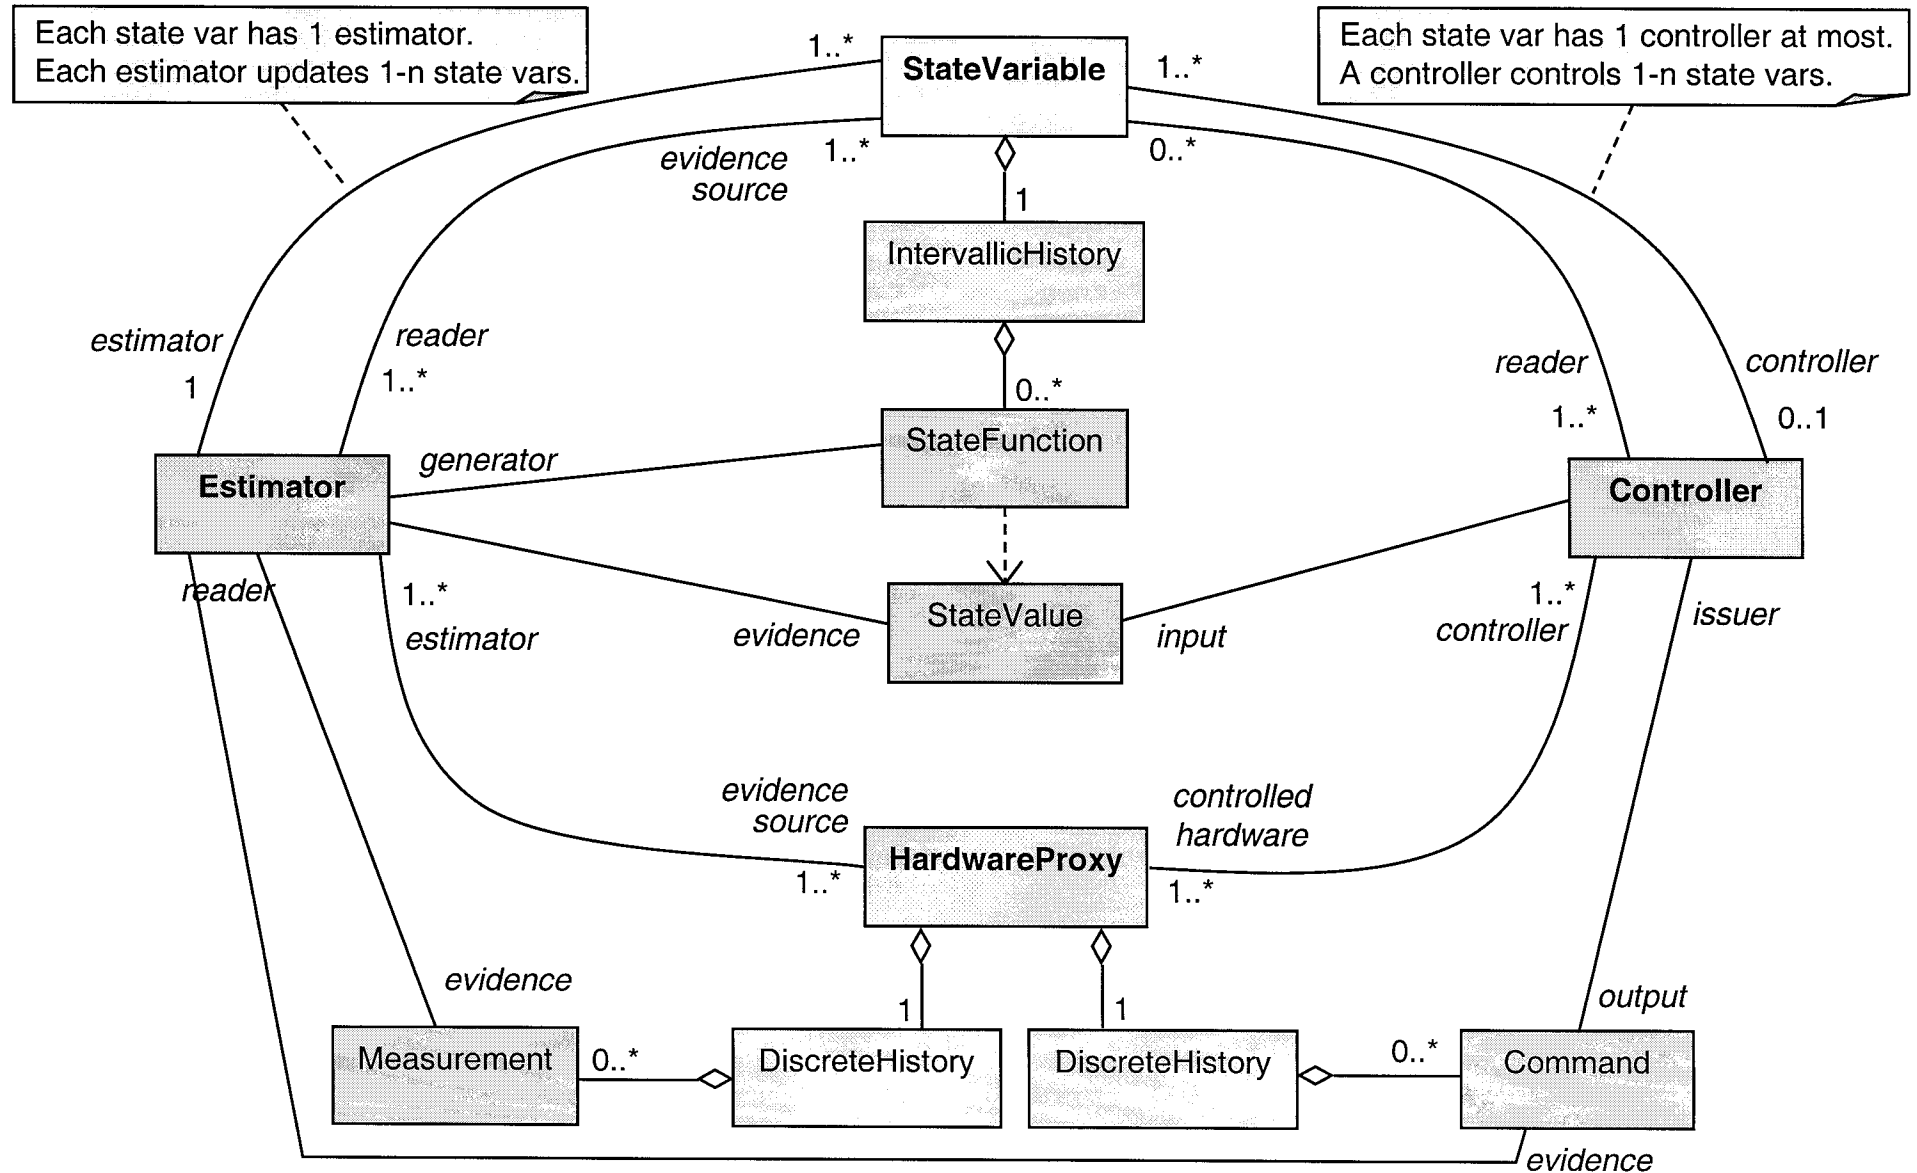 Each state var has 1 estimator.
Each estimator updates 1-n state vars.
Each state var has 1 controller at most.
A controller controls 1-n state vars.
1..*
StateVariable
1..*
evidence
source
1..*
0..*
1
IntervallicHistory
estimator
1
reader
1..*
reader
1..*
controller
0..1
0..*
StateFunction
generator
Estimator
Controller
reader
1..*
estimator
evidence
StateValue
input
1..*
controller
issuer
evidence
source
controlled
hardware
HardwareProxy
1..*
1..*
evidence
1
1
output
Measurement
0..*
DiscreteHistory
DiscreteHistory
0..*
Command
evidence